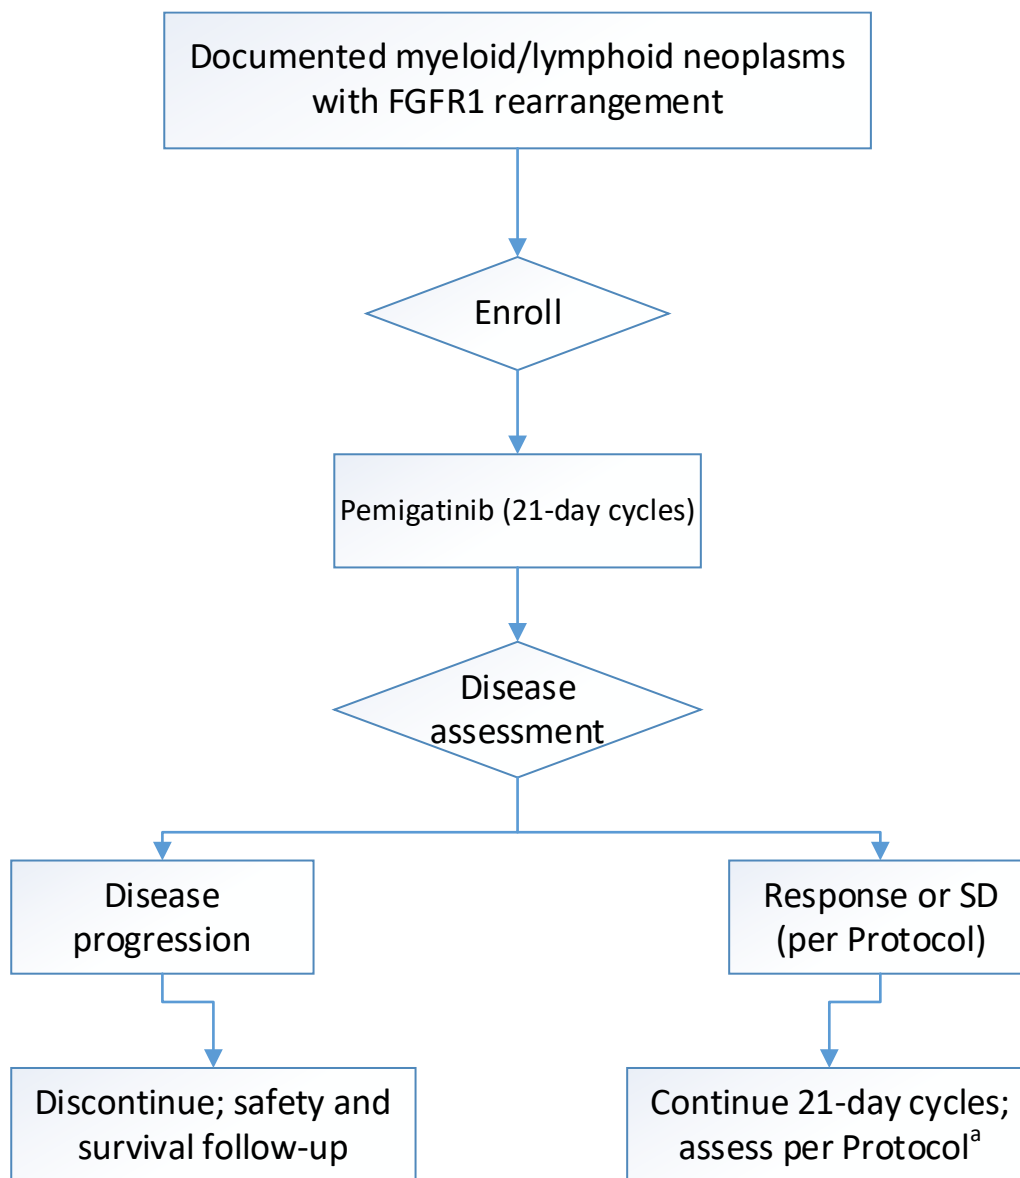 Documented myeloid/lymphoid neoplasms
with FGFR1 rearrangement
Enroll
Pemigatinib (21-day cycles)
Disease
assessment
Disease
progression
Response or SD
(per Protocol)
Discontinue; safety and
survival follow-up
Continue 21-day cycles;
assess per Protocolᵃ